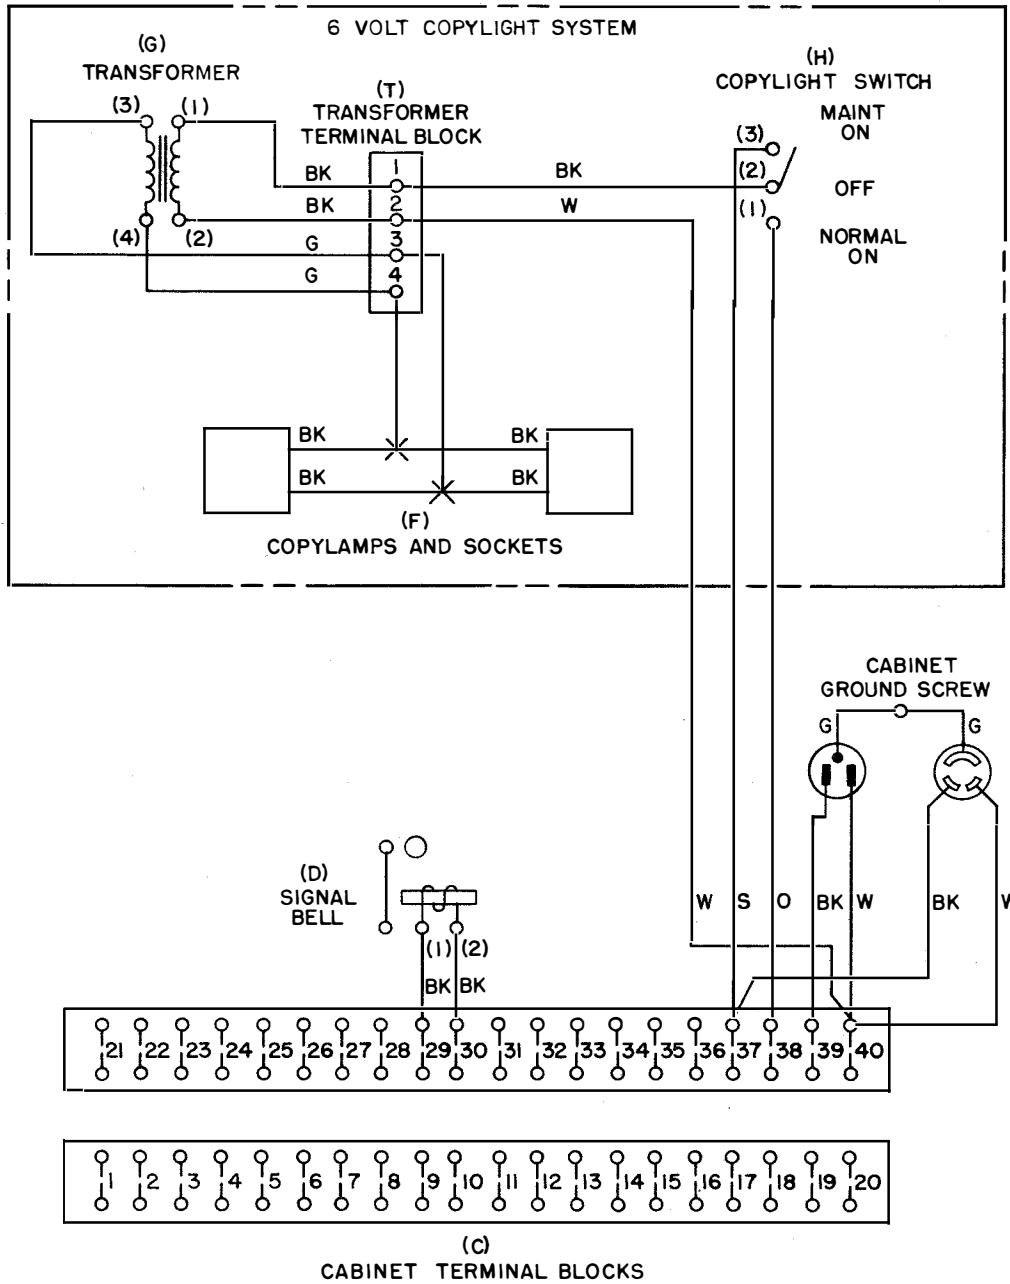 6 VOLT COPYLIGHT SYSTEM
(G)
TRANSFORMER
(3) (1)
(4) (2)
(T)
TRANSFORMER
TERMINAL BLOCK
1
2
3
4
BK
BK
G
G
BK
W
(H)
COPYLIGHT SWITCH
MAINT
ON
(3)
(2)
OFF
(1)
NORMAL
ON
BK BK
BK BK
(F)
COPYLAMPS AND SOCKETS
CABINET
GROUND SCREW
G G
(D)
SIGNAL
BELL
(1) (2)
BK BK
W S O BK W BK W
21 22 23 24 25 26 27 28 29 30 31 32 33 34 35 36 37 38 39 40
1 2 3 4 5 6 7 8 9 10 11 12 13 14 15 16 17 18 19 20
(C)
CABINET TERMINAL BLOCKS